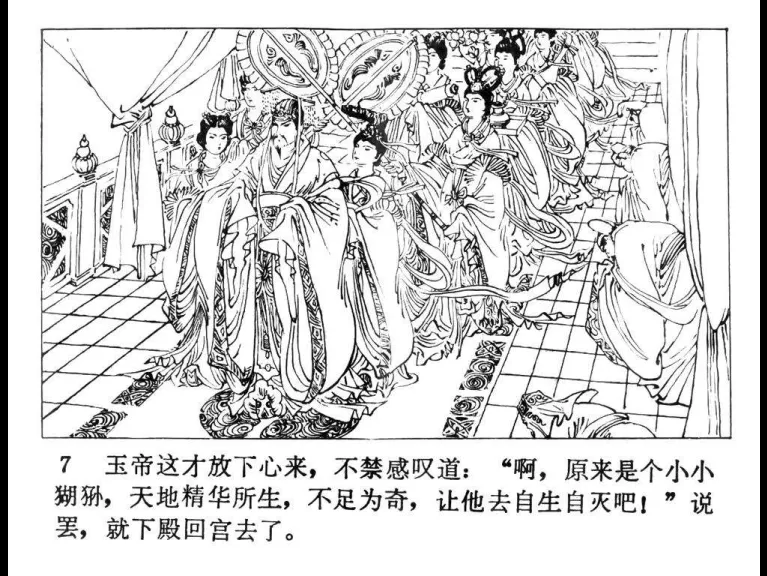 7 玉帝这才放下心来，不禁感叹道：“啊，原来是个小小
猢狲，天地精华所生，不足为奇，让他去自生自灭吧！”说
罢，就下殿回宫去了。